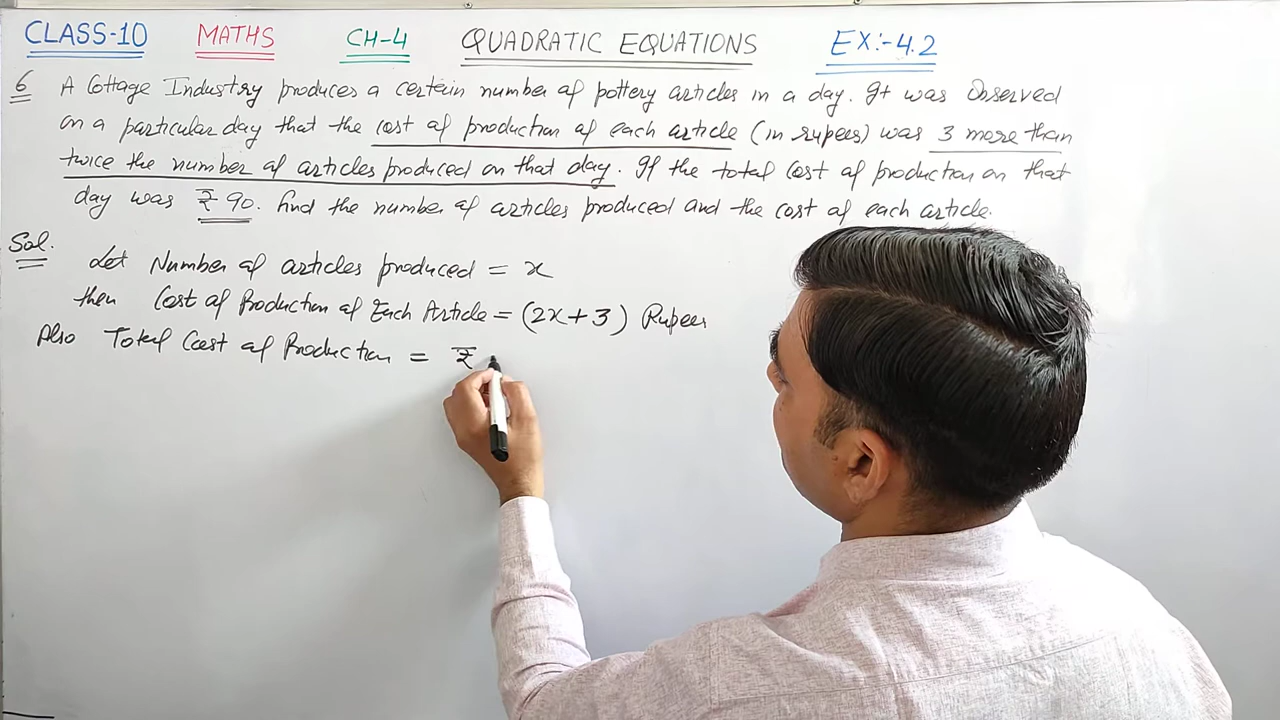 CLASS-10 MATHS CH-4 QUADRATIC EQUATIONS EX:-4.2
6 A Cottage Industry produces a certain number of pottery articles in a day. It was observed
on a particular day that the cost of production of each article (in rupees) was 3 more than
twice the number of articles produced on that day. If the total cost of production on that
day was ₹ 90. find the number of articles produced and the cost of each article.
Sol.
Let Number of articles produced = x
then Cost of Production of Each Article = (2x+3) Rupees
Also Total Cost of Production = ₹